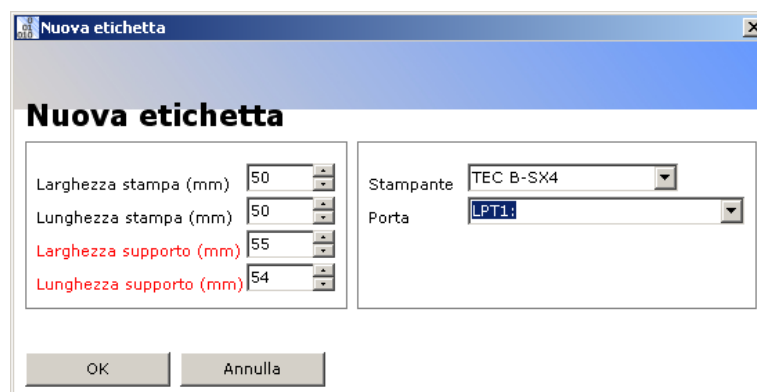 Nuova etichetta
Nuova etichetta
Larghezza stampa (mm) 50
Lunghezza stampa (mm) 50
Larghezza supporto (mm) 55
Lunghezza supporto (mm) 54
Stampante TEC B-SX4
Porta LPT1:
OK Annulla